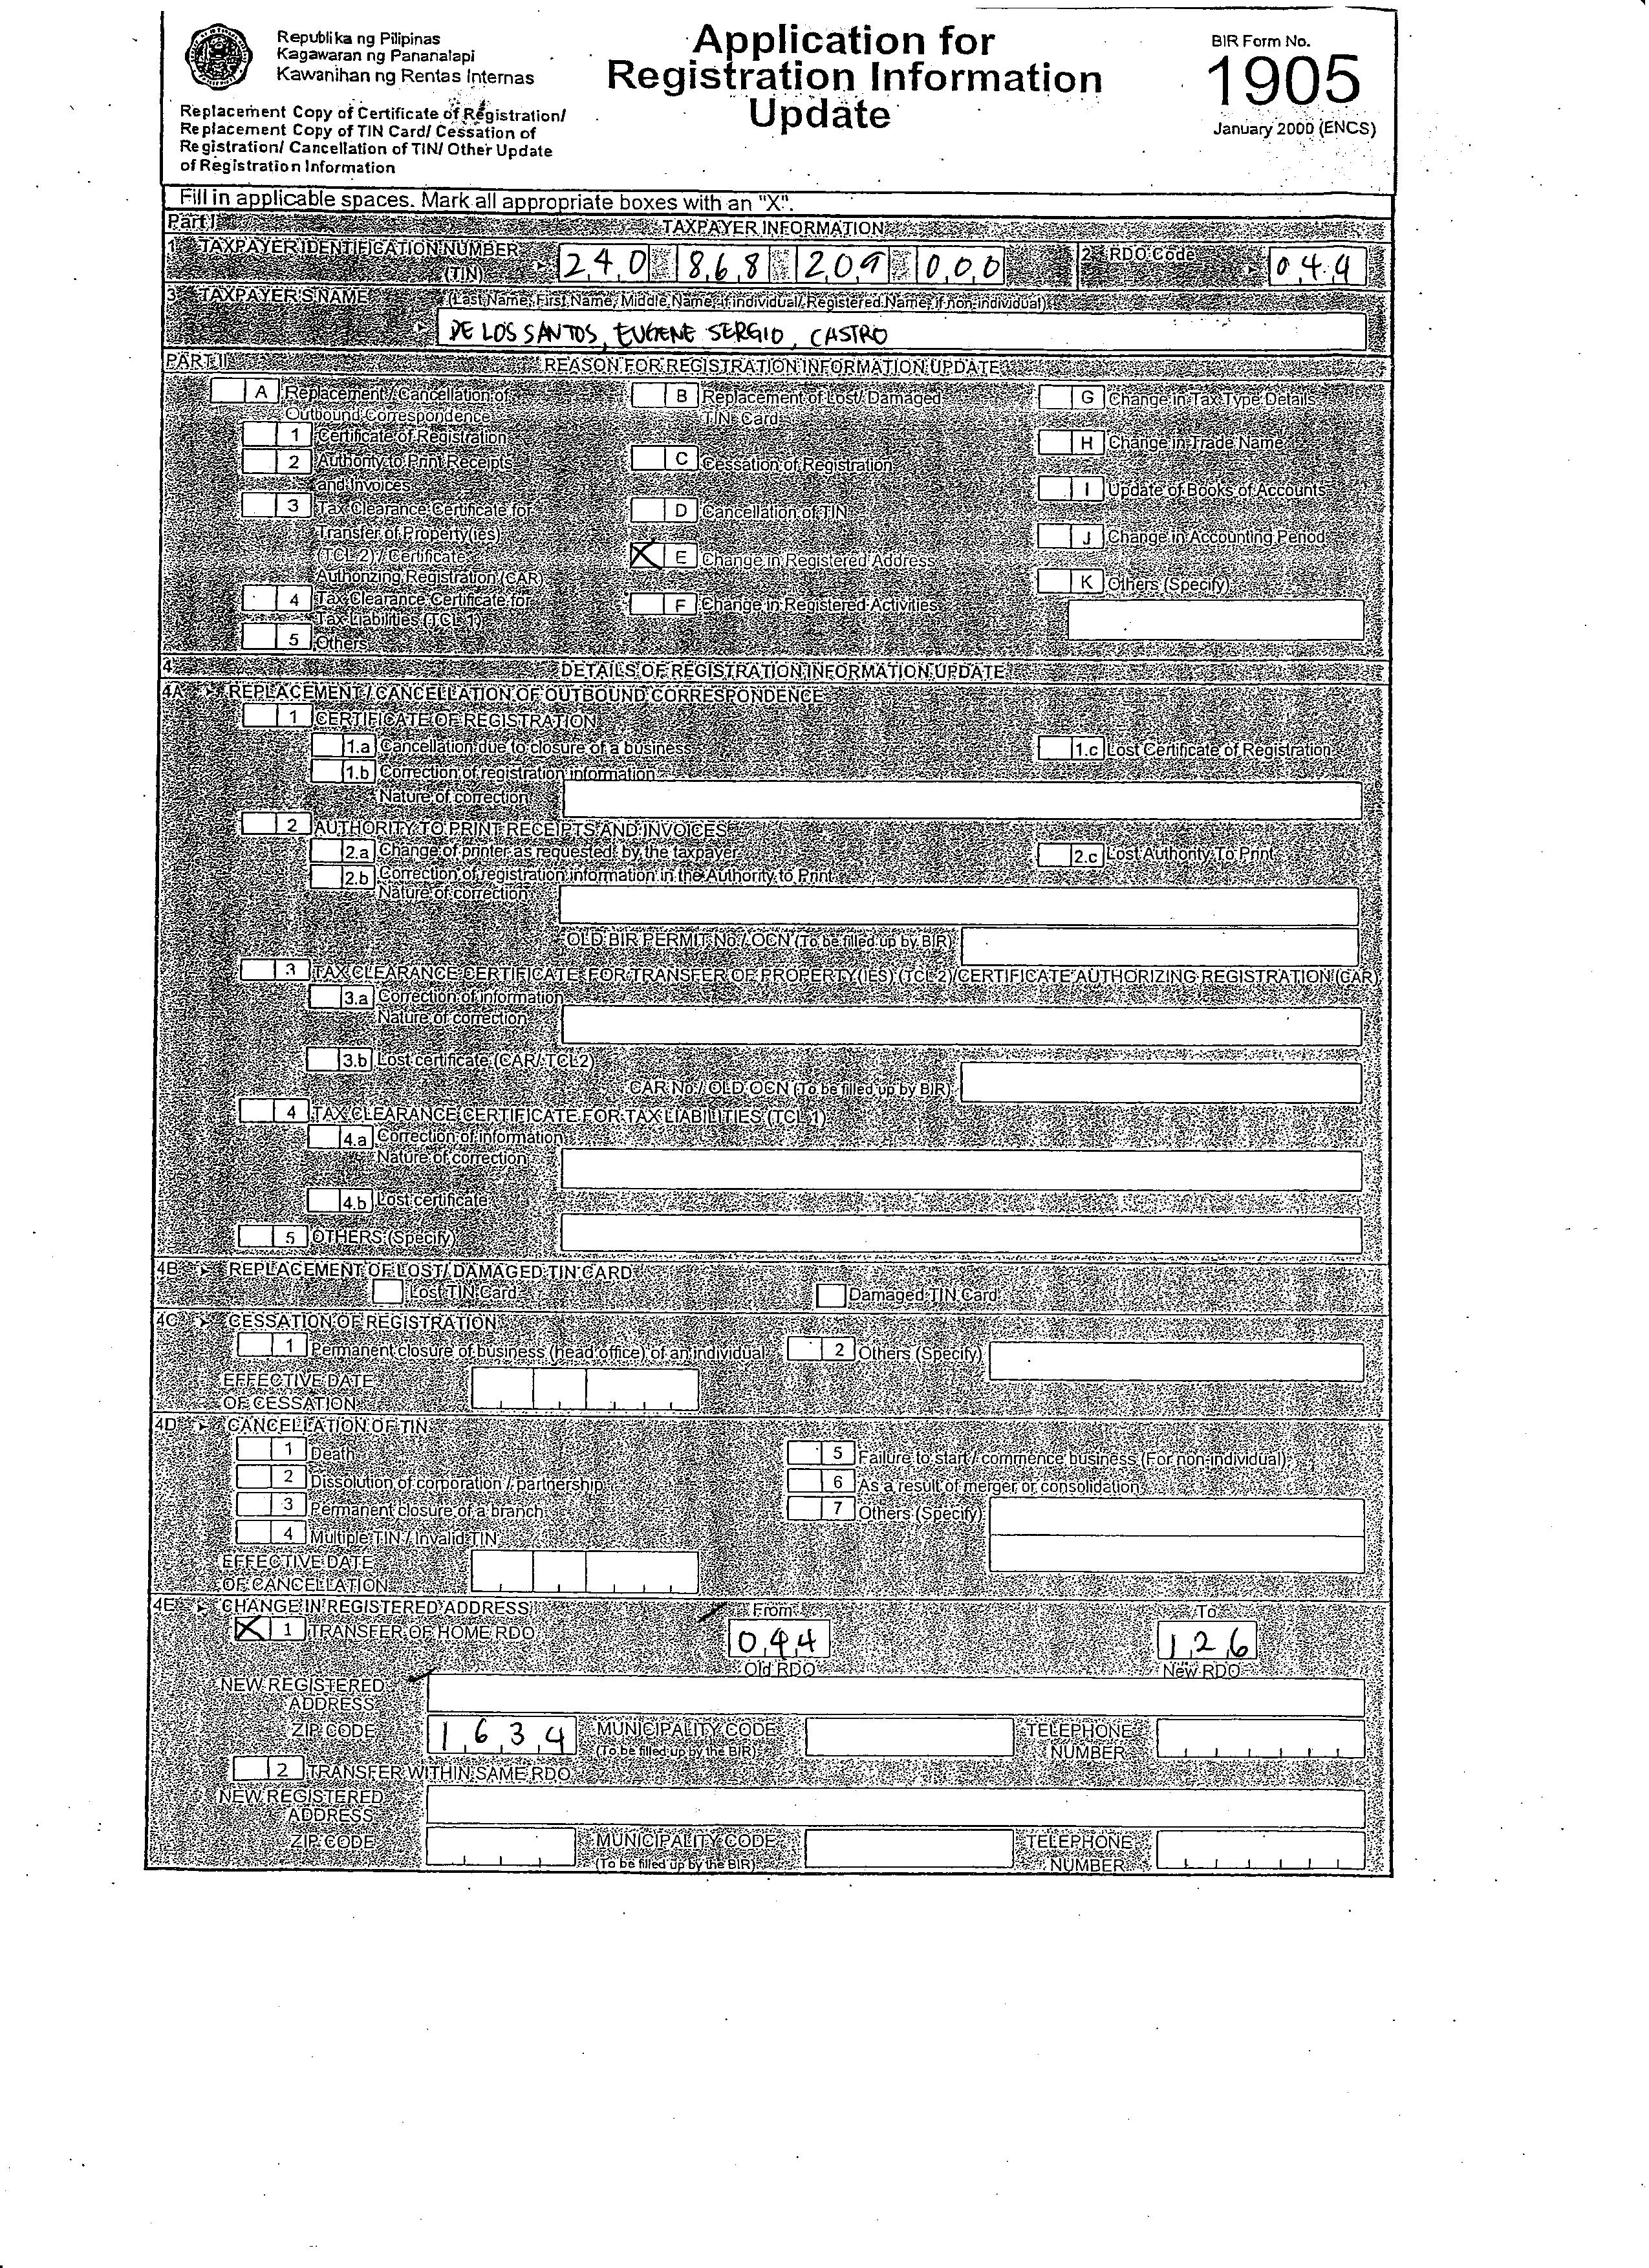 Republika ng Pilipinas
Kagawaran ng Pananalapi
Kawanihan ng Rentas Internas
Replacement Copy of Certificate of Registration/
Replacement Copy of TIN Card/ Cessation of
Registration/ Cancellation of TIN/ Other Update
of Registration Information
Application for
Registration Information
Update
BIR Form No.
1905
January 2000 (ENCS)
Fill in applicable spaces. Mark all appropriate boxes with an "X".
Part I TAXPAYER INFORMATION
1 TAXPAYER IDENTIFICATION NUMBER (TIN) 240 868 209 000 2 RDO Code 044
3 TAXPAYER'S NAME (Last Name, First Name, Middle Name, if individual/ Registered Name, if non-individual)
DE LOS SANTOS, EUGENE SERGIO, CASTRO
PART II REASON FOR REGISTRATION INFORMATION UPDATE
A Replacement / Cancellation of
Outbound Correspondence
1 Certificate of Registration
2 Authority to Print Receipts
and Invoices
3 Tax Clearance Certificate for
Transfer of Property(ies)
(TCL 2) / Certificate
Authorizing Registration (CAR)
4 Tax Clearance Certificate for
Tax Liabilities (TCL 1)
5 Others
B Replacement of Lost/ Damaged
TIN Card
C Cessation of Registration
D Cancellation of TIN
X E Change in Registered Address
F Change in Registered Activities
G Change in Tax Type Details
H Change in Trade Name
I Update of Books of Accounts
J Change in Accounting Period
K Others (Specify)
4 DETAILS OF REGISTRATION INFORMATION UPDATE
4A REPLACEMENT / CANCELLATION OF OUTBOUND CORRESPONDENCE
1 CERTIFICATE OF REGISTRATION
1.a Cancellation due to closure of a business 1.c Lost Certificate of Registration
1.b Correction of registration information
Nature of correction
2 AUTHORITY TO PRINT RECEIPTS AND INVOICES
2.a Change of printer as requested by the taxpayer 2.c Lost Authority To Print
2.b Correction of registration information in the Authority to Print
Nature of correction
OLD BIR PERMIT No./ OCN (To be filled up by BIR)
3 TAX CLEARANCE CERTIFICATE FOR TRANSFER OF PROPERTY(IES) (TCL 2)/CERTIFICATE AUTHORIZING REGISTRATION (CAR)
3.a Correction of information
Nature of correction
3.b Lost certificate (CAR/ TCL2)
CAR No./ OLD OCN (To be filled up by BIR)
4 TAX CLEARANCE CERTIFICATE FOR TAX LIABILITIES (TCL 1)
4.a Correction of information
Nature of correction
4.b Lost certificate
5 OTHERS (Specify)
4B REPLACEMENT OF LOST/ DAMAGED TIN CARD
Lost TIN Card Damaged TIN Card
4C CESSATION OF REGISTRATION
1 Permanent closure of business (head office) of an individual 2 Others (Specify)
EFFECTIVE DATE
OF CESSATION
4D CANCELLATION OF TIN
1 Death
2 Dissolution of corporation / partnership
3 Permanent closure of a branch
4 Multiple TIN / Invalid TIN
5 Failure to start / commence business (For non-individual)
6 As a result of merger or consolidation
7 Others (Specify)
EFFECTIVE DATE
OF CANCELLATION
4E CHANGE IN REGISTERED ADDRESS From To
X 1 TRANSFER OF HOME RDO 044 126
Old RDO New RDO
NEW REGISTERED
ADDRESS
ZIP CODE 1634 MUNICIPALITY CODE TELEPHONE
(To be filled up by the BIR) NUMBER
2 TRANSFER WITHIN SAME RDO
NEW REGISTERED
ADDRESS
ZIP CODE MUNICIPALITY CODE TELEPHONE
(To be filled up by the BIR) NUMBER